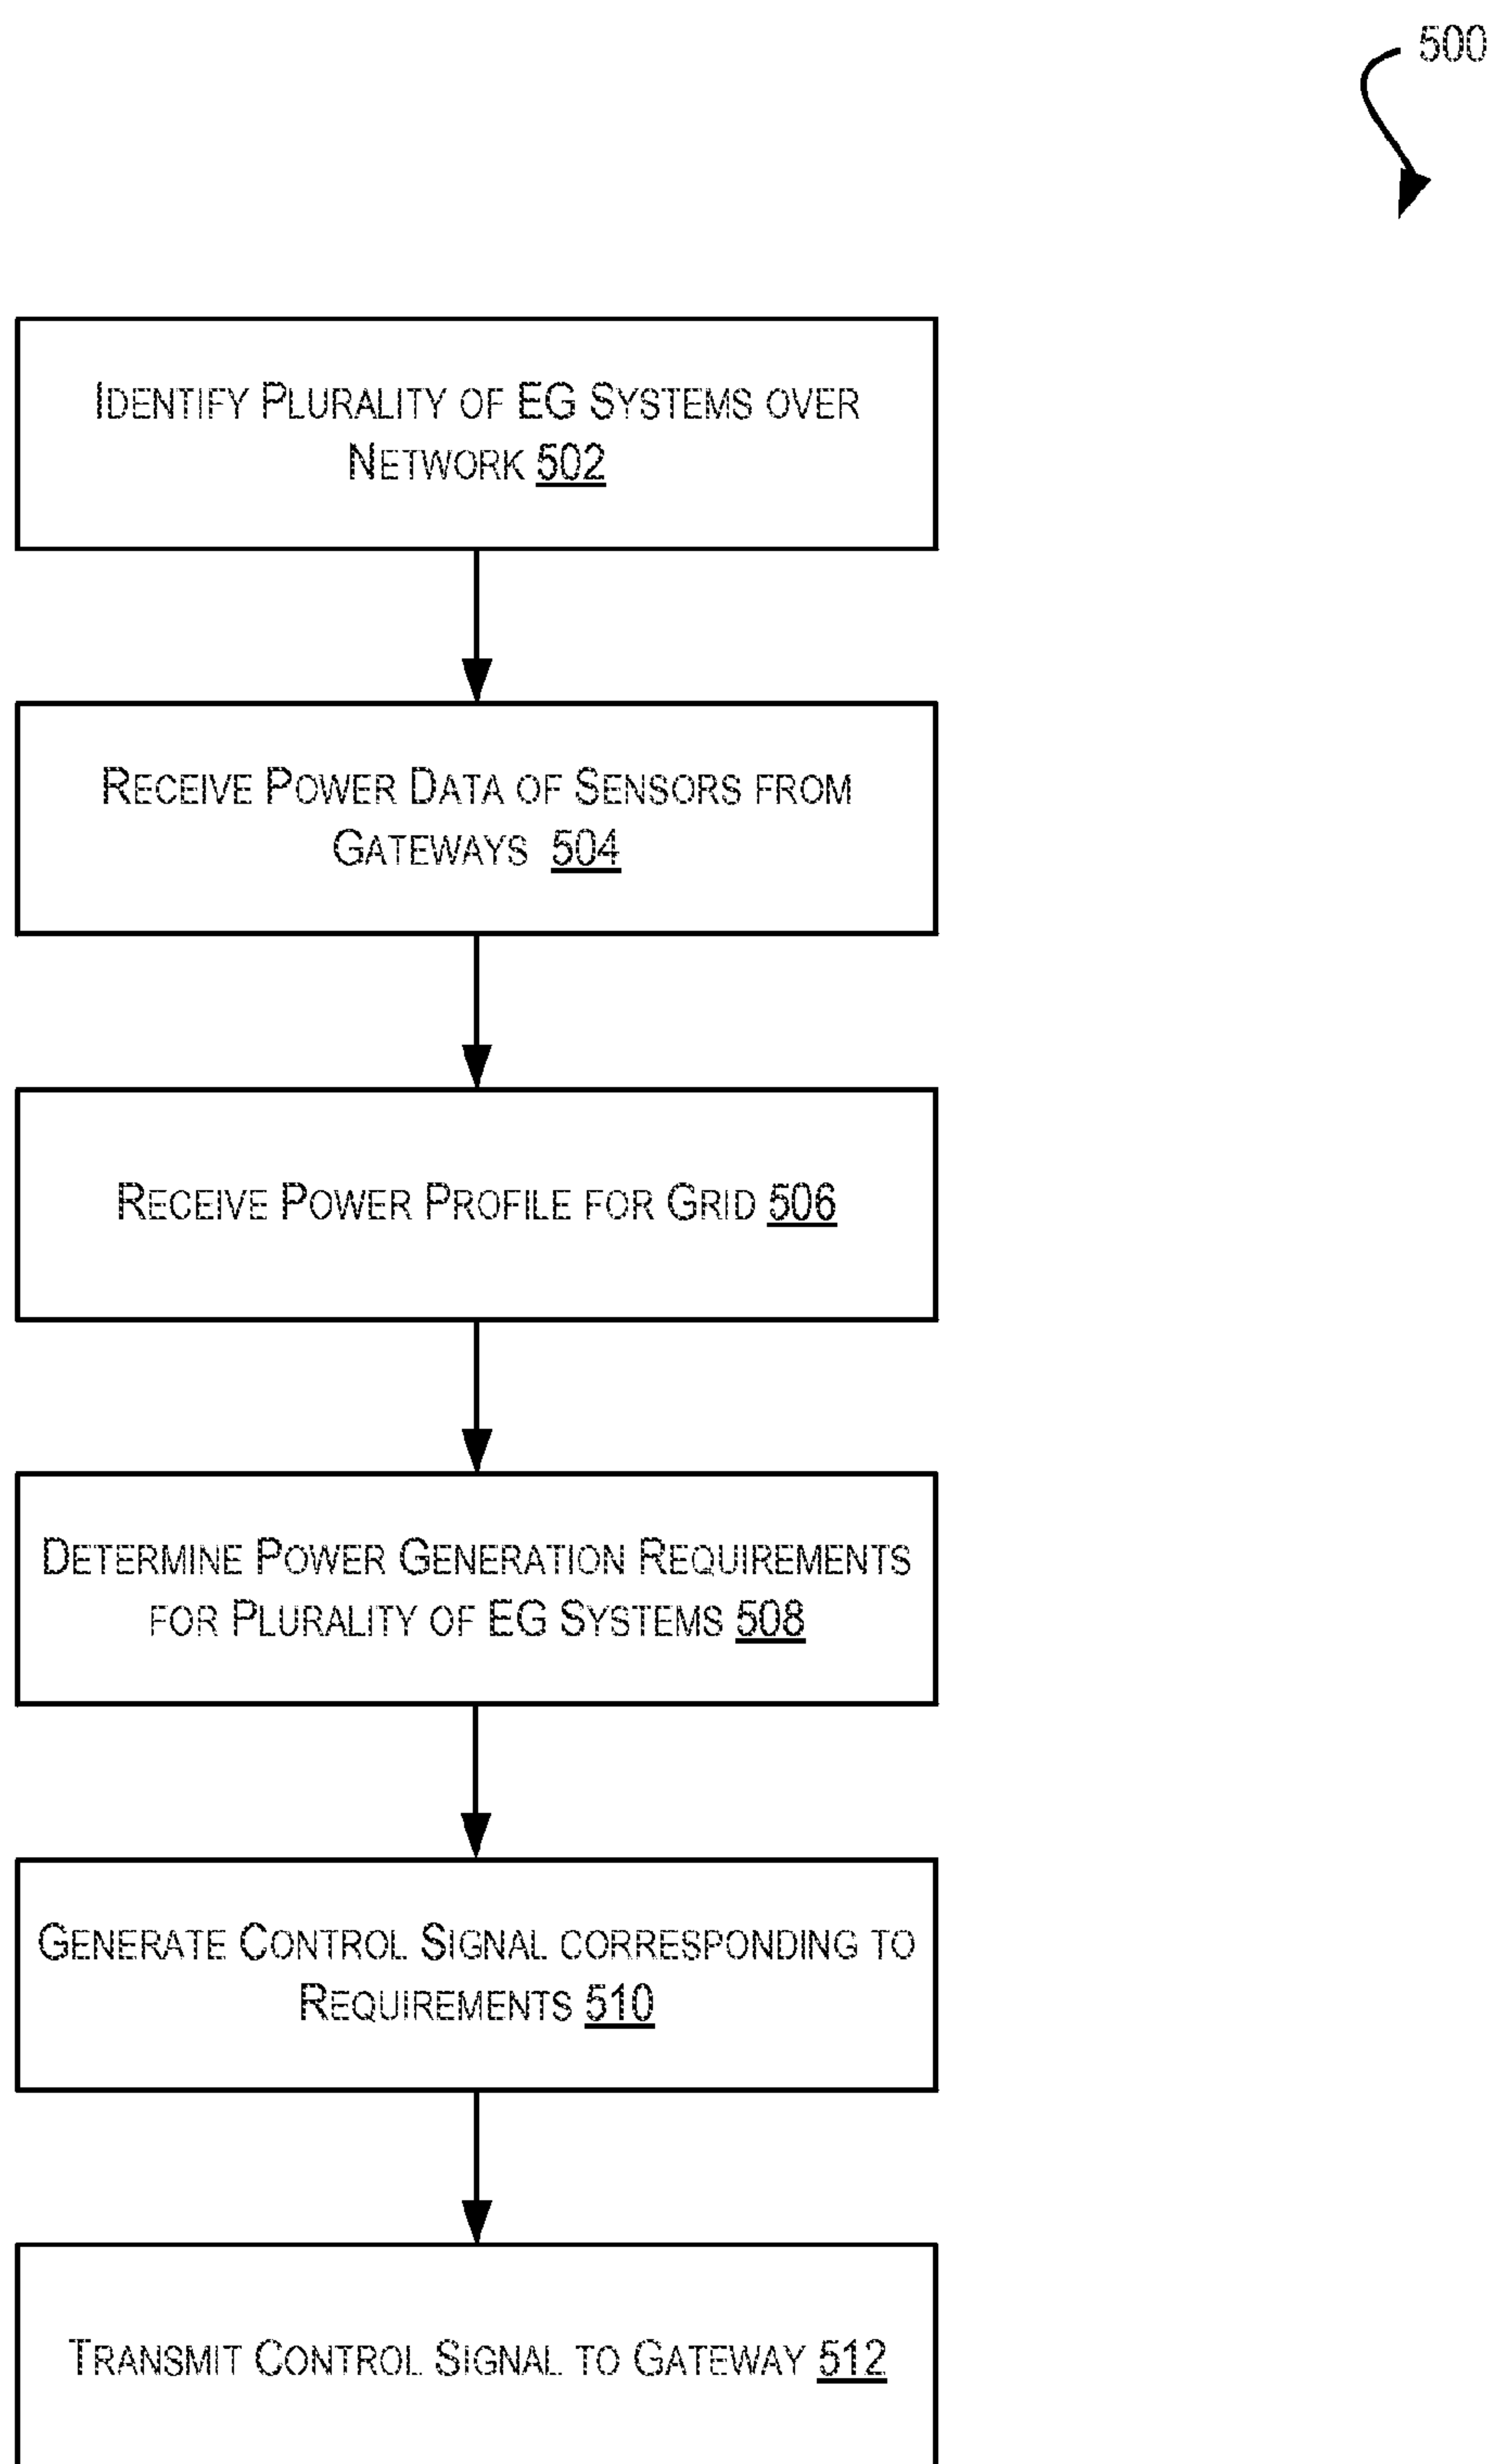 500
Identify Plurality of EG Systems over
Network 502
Receive Power Data of Sensors from
Gateways 504
Receive Power Profile for Grid 506
Determine Power Generation Requirements
for Plurality of EG Systems 508
Generate Control Signal corresponding to
Requirements 510
Transmit Control Signal to Gateway 512